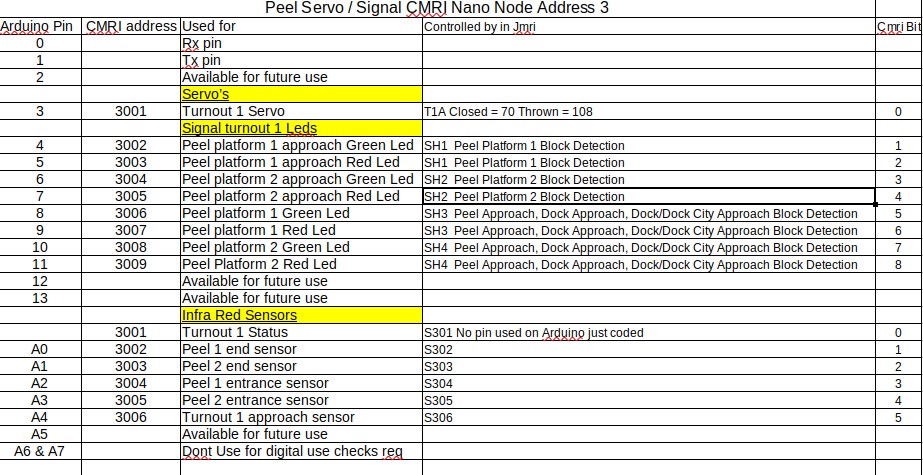 Peel Servo / Signal CMRI Nano Node Address 3
Arduino Pin CMRI address Used for Controlled by in Jmri Cmri Bit
0 Rx pin
1 Tx pin
2 Available for future use
Servo's
3 3001 Turnout 1 Servo T1A Closed = 70 Thrown = 108 0
Signal turnout 1 Leds
4 3002 Peel platform 1 approach Green Led SH1 Peel Platform 1 Block Detection 1
5 3003 Peel platform 1 approach Red Led SH1 Peel Platform 1 Block Detection 2
6 3004 Peel platform 2 approach Green Led SH2 Peel Platform 2 Block Detection 3
7 3005 Peel platform 2 approach Red Led SH2 Peel Platform 2 Block Detection 4
8 3006 Peel platform 1 Green Led SH3 Peel Approach, Dock Approach, Dock/Dock City Approach Block Detection 5
9 3007 Peel platform 1 Red Led SH3 Peel Approach, Dock Approach, Dock/Dock City Approach Block Detection 6
10 3008 Peel platform 2 Green Led SH4 Peel Approach, Dock Approach, Dock/Dock City Approach Block Detection 7
11 3009 Peel Platform 2 Red Led SH4 Peel Approach, Dock Approach, Dock/Dock City Approach Block Detection 8
12 Available for future use
13 Available for future use
Infra Red Sensors
3001 Turnout 1 Status S301 No pin used on Arduino just coded 0
A0 3002 Peel 1 end sensor S302 1
A1 3003 Peel 2 end sensor S303 2
A2 3004 Peel 1 entrance sensor S304 3
A3 3005 Peel 2 entrance sensor S305 4
A4 3006 Turnout 1 approach sensor S306 5
A5 Available for future use
A6 & A7 Dont Use for digital use checks req